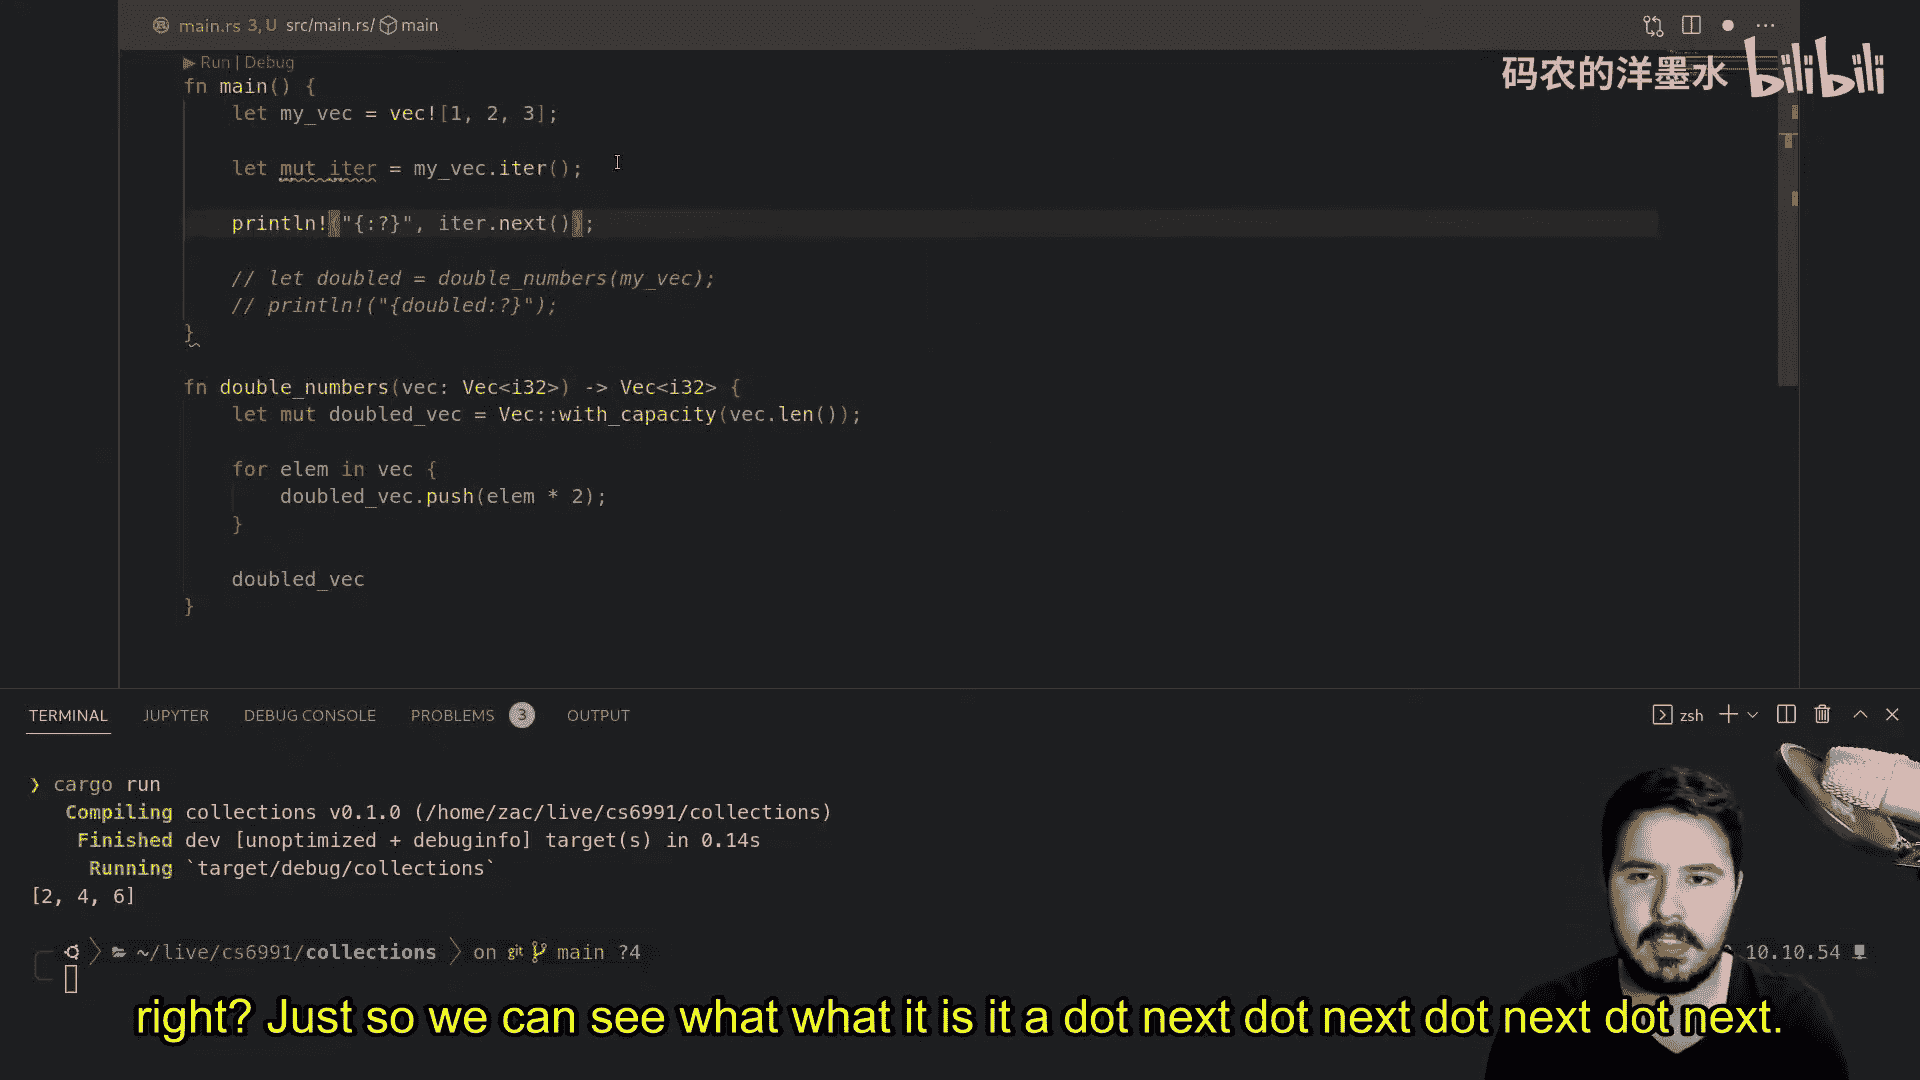 main.rs 3, U src/main.rs/ main
码农的洋墨水 bilibili
Run | Debug
fn main() {
let my_vec = vec![1, 2, 3];
let mut iter = my_vec.iter();
println!("{:?}", iter.next());
// let doubled = double_numbers(my_vec);
// println!("{doubled:?}");
}
fn double_numbers(vec: Vec<i32>) -> Vec<i32> {
let mut doubled_vec = Vec::with_capacity(vec.len());
for elem in vec {
doubled_vec.push(elem * 2);
}
doubled_vec
}
TERMINAL JUPYTER DEBUG CONSOLE PROBLEMS 3 OUTPUT
zsh
❯ cargo run
Compiling collections v0.1.0 (/home/zac/live/cs6991/collections)
Finished dev [unoptimized + debuginfo] target(s) in 0.14s
Running `target/debug/collections`
[2, 4, 6]
~/live/cs6991/collections on git main ?4
10.10.54
right? Just so we can see what what it is it a dot next dot next dot next dot next.